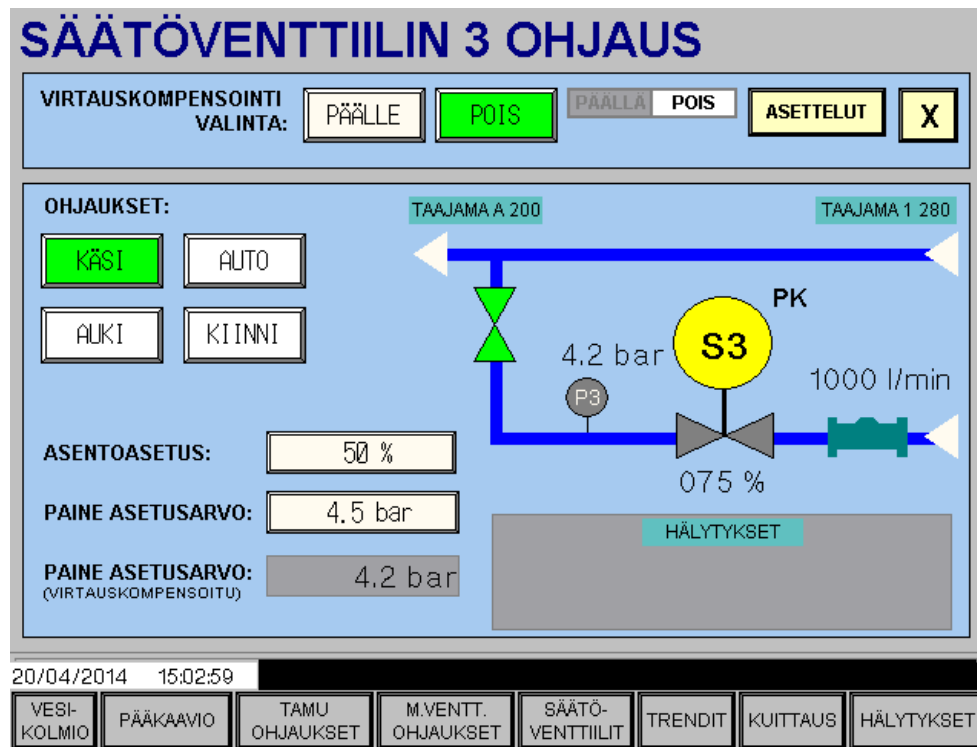 SÄÄTÖVENTTIILIN 3 OHJAUS
VIRTAUSKOMPENSOINTI
VALINTA:
PÄÄLLE
POIS
PÄÄLLÄ
POIS
ASETTELUT
X
OHJAUKSET:
KÄSI
AUTO
AUKI
KIINNI
TAAJAMA A 200
TAAJAMA 1 280
PK
S3
4.2 bar
P3
1000 l/min
075 %
ASENTOASETUS:
50 %
PAINE ASETUSARVO:
4.5 bar
PAINE ASETUSARVO:
(VIRTAUSKOMPENSOITU)
4.2 bar
HÄLYTYKSET
20/04/2014 15:02:59
VESI-
KOLMIO
PÄÄKAAVIO
TAMU
OHJAUKSET
M.VENTT.
OHJAUKSET
SÄÄTÖ-
VENTTIILIT
TRENDIT
KUITTAUS
HÄLYTYKSET